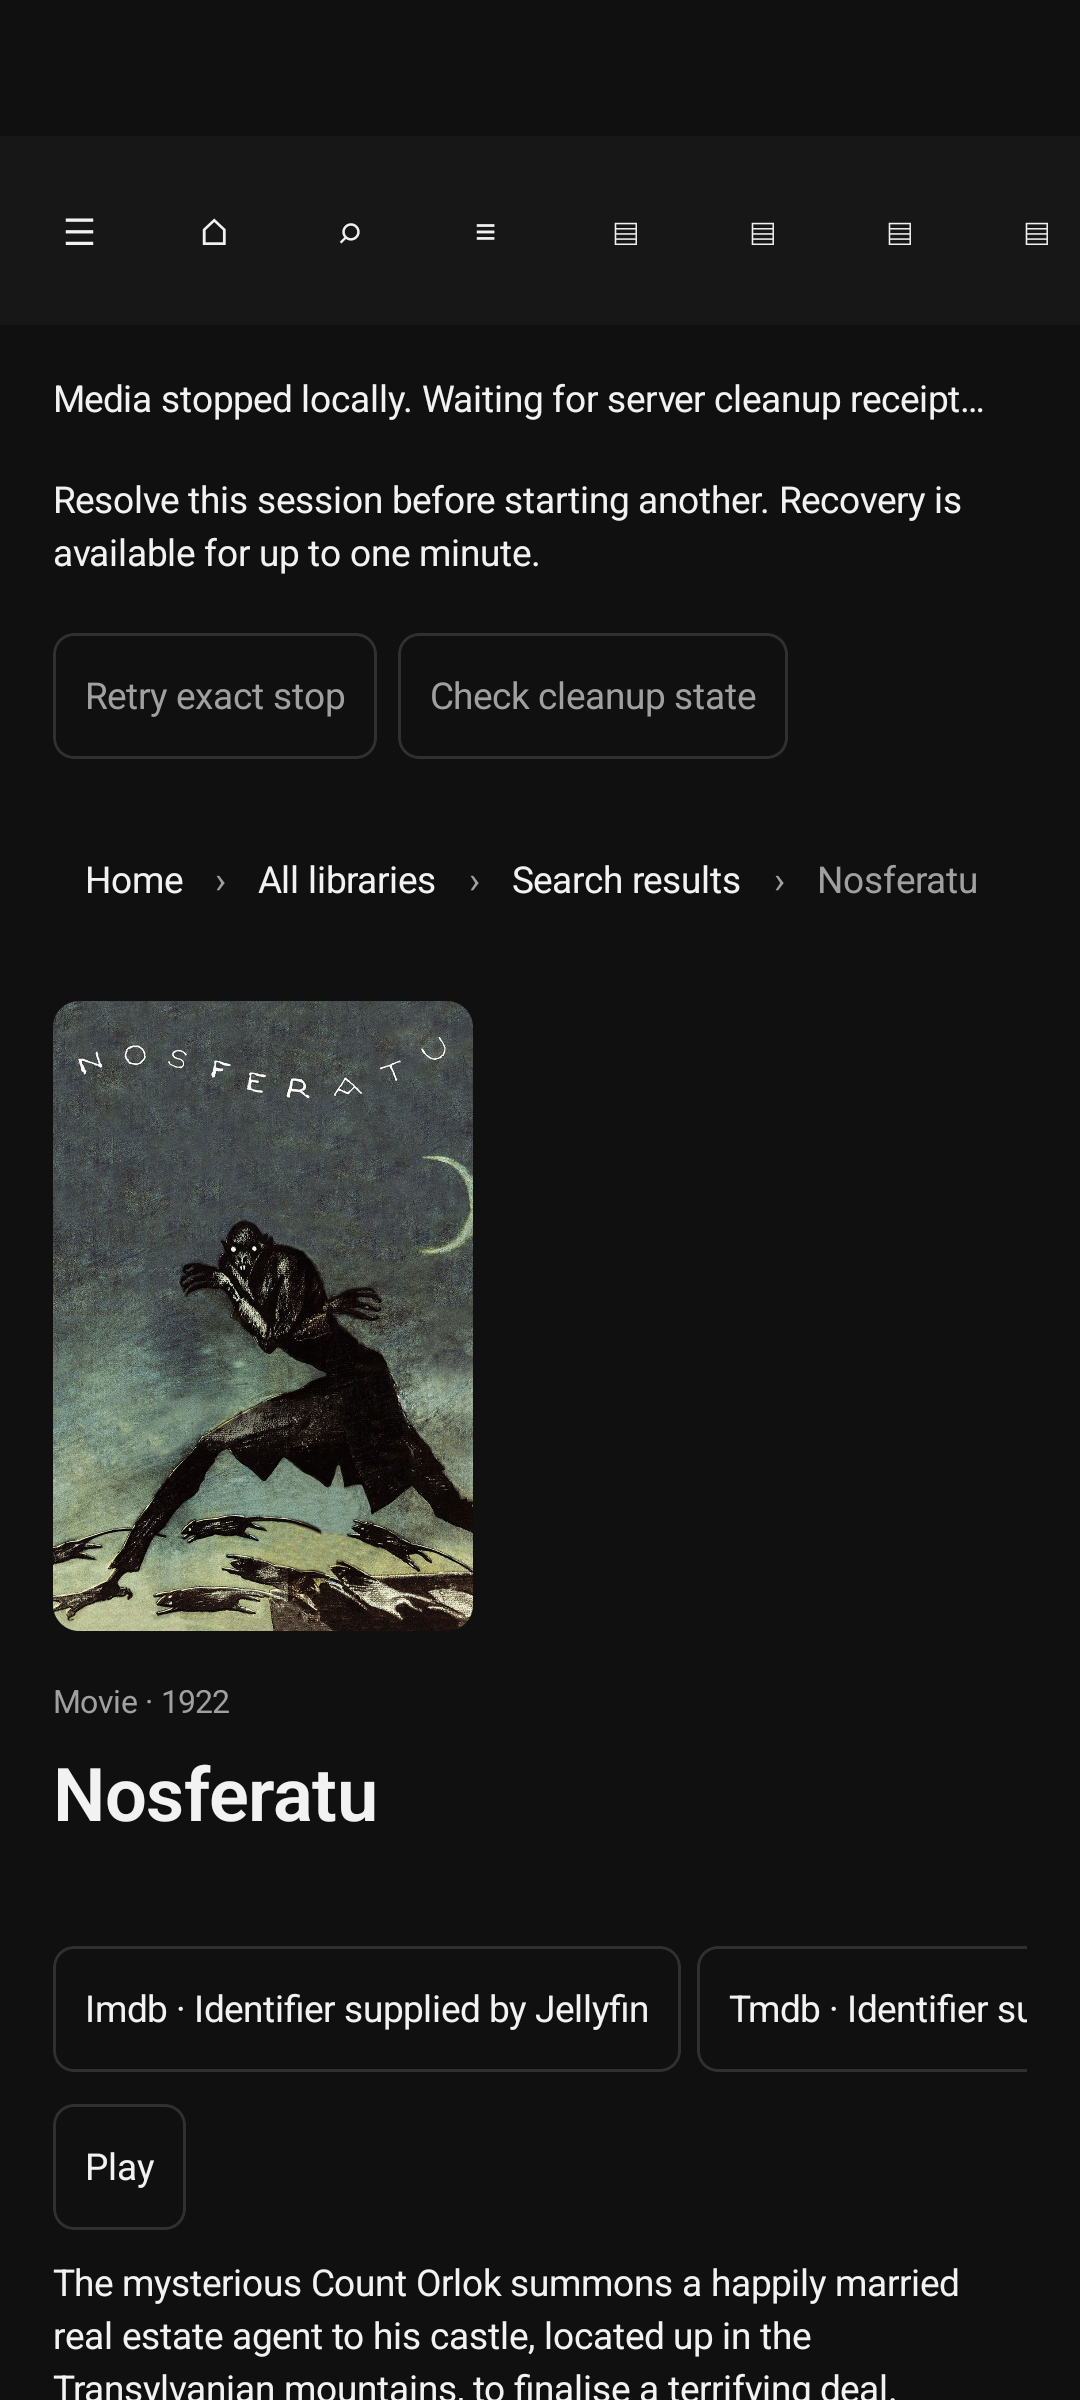 Media stopped locally. Waiting for server cleanup receipt…
Resolve this session before starting another. Recovery is
available for up to one minute.
Retry exact stop
Check cleanup state
Home › All libraries › Search results › Nosferatu
NOSFERATU
Movie · 1922
Nosferatu
Imdb · Identifier supplied by Jellyfin
Tmdb · Identifier su
Play
The mysterious Count Orlok summons a happily married
real estate agent to his castle, located up in the
Transylvanian mountains, to finalise a terrifying deal.